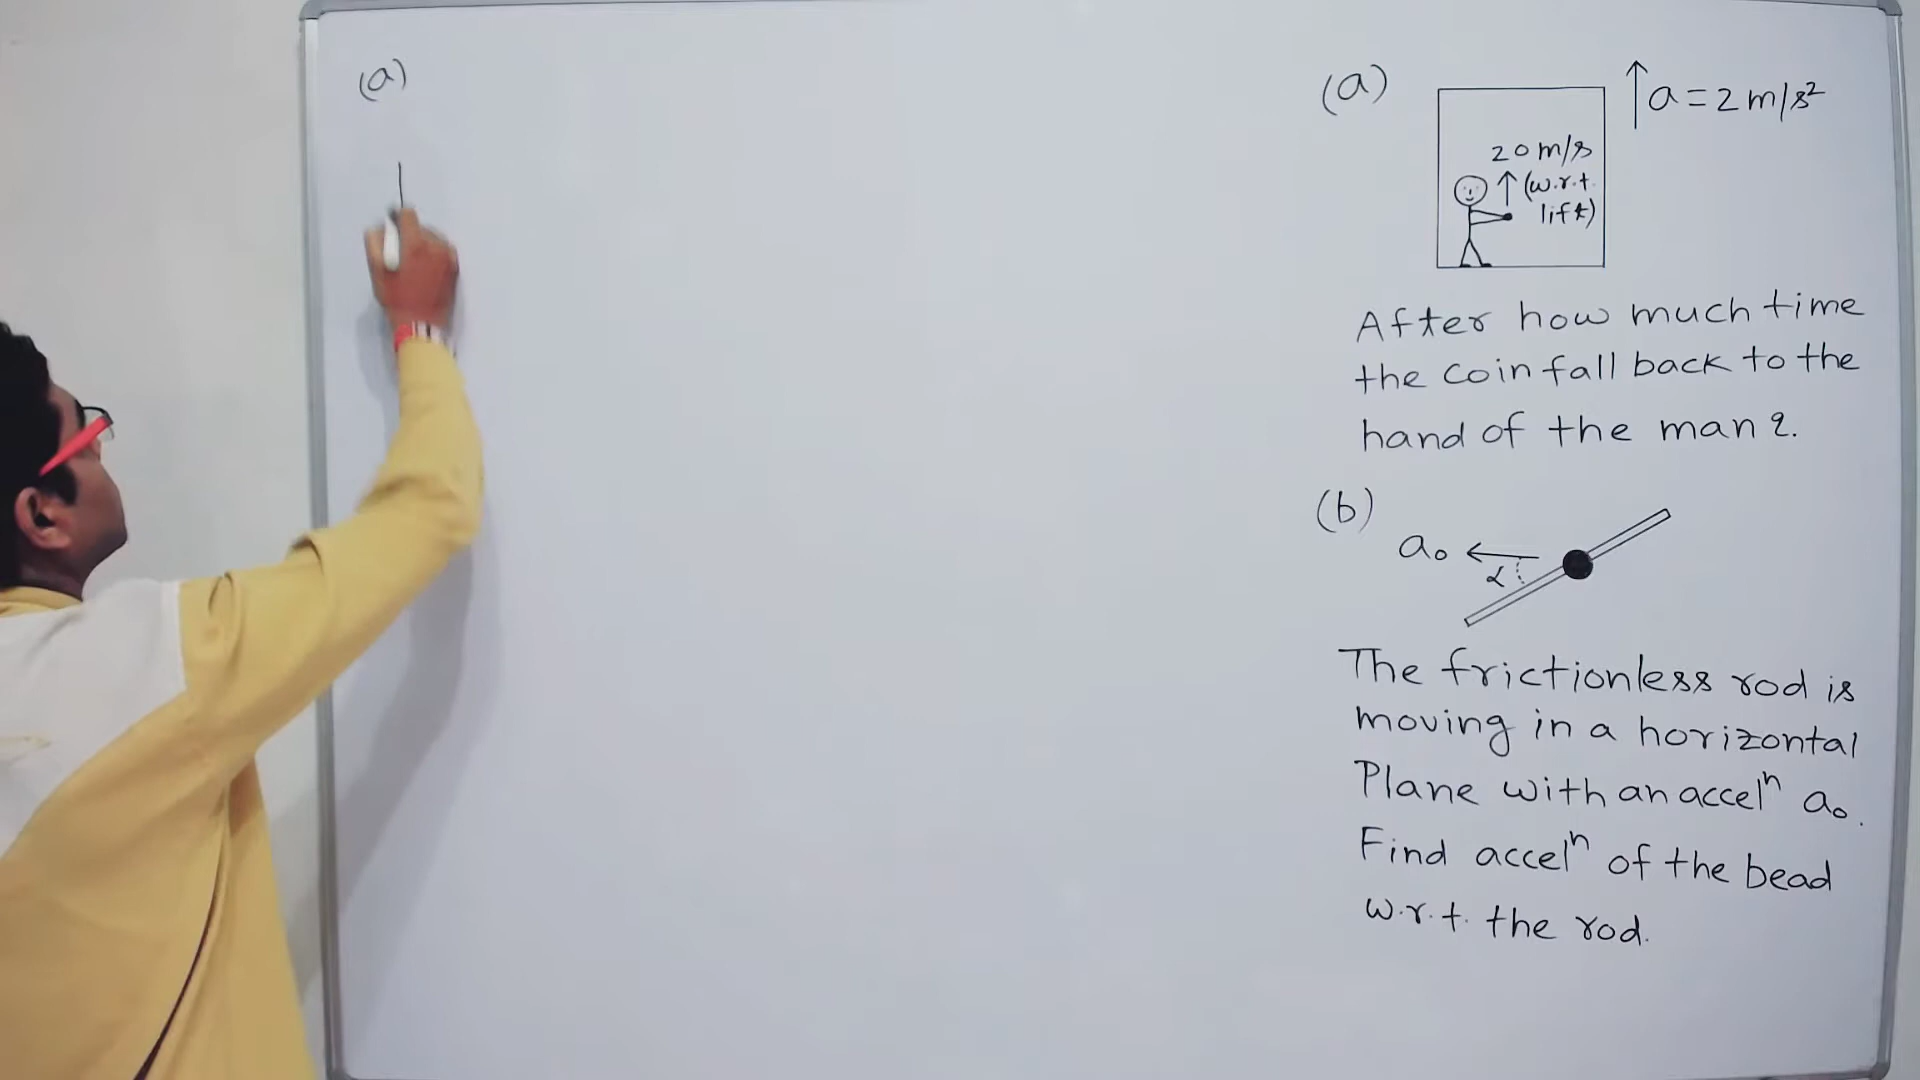 (a)
(a)
↑ a = 2 m/s²
20 m/s
↑ (w.r.t.
lift)
After how much time
the coin fall back to the
hand of the man ?.
(b)
a₀ ←
α
The frictionless rod is
moving in a horizontal
Plane with an accelⁿ a₀.
Find accelⁿ of the bead
w.r.t. the rod.